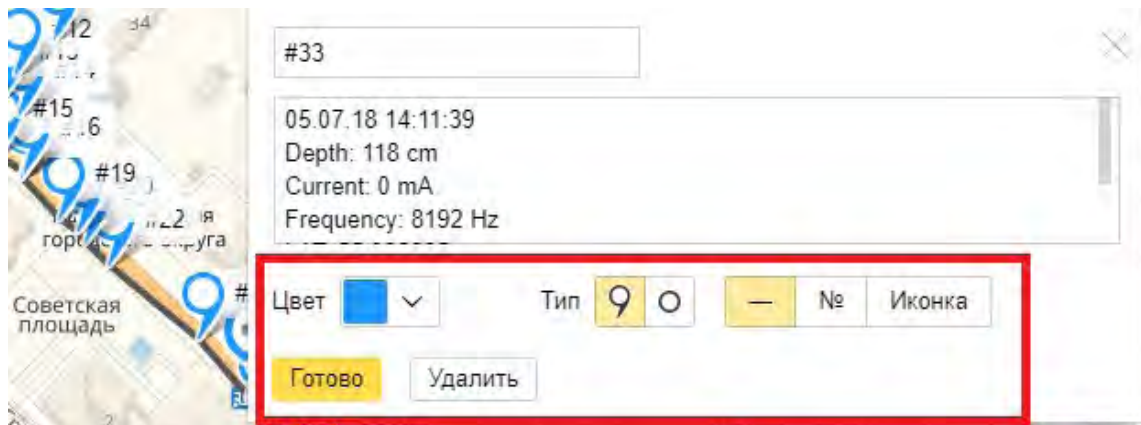 #12
34
#15
#19
Советская
площадь
#33
05.07.18 14:11:39
Depth: 118 cm
Current: 0 mA
Frequency: 8192 Hz
Цвет
Тип
— № Иконка
Готово
Удалить